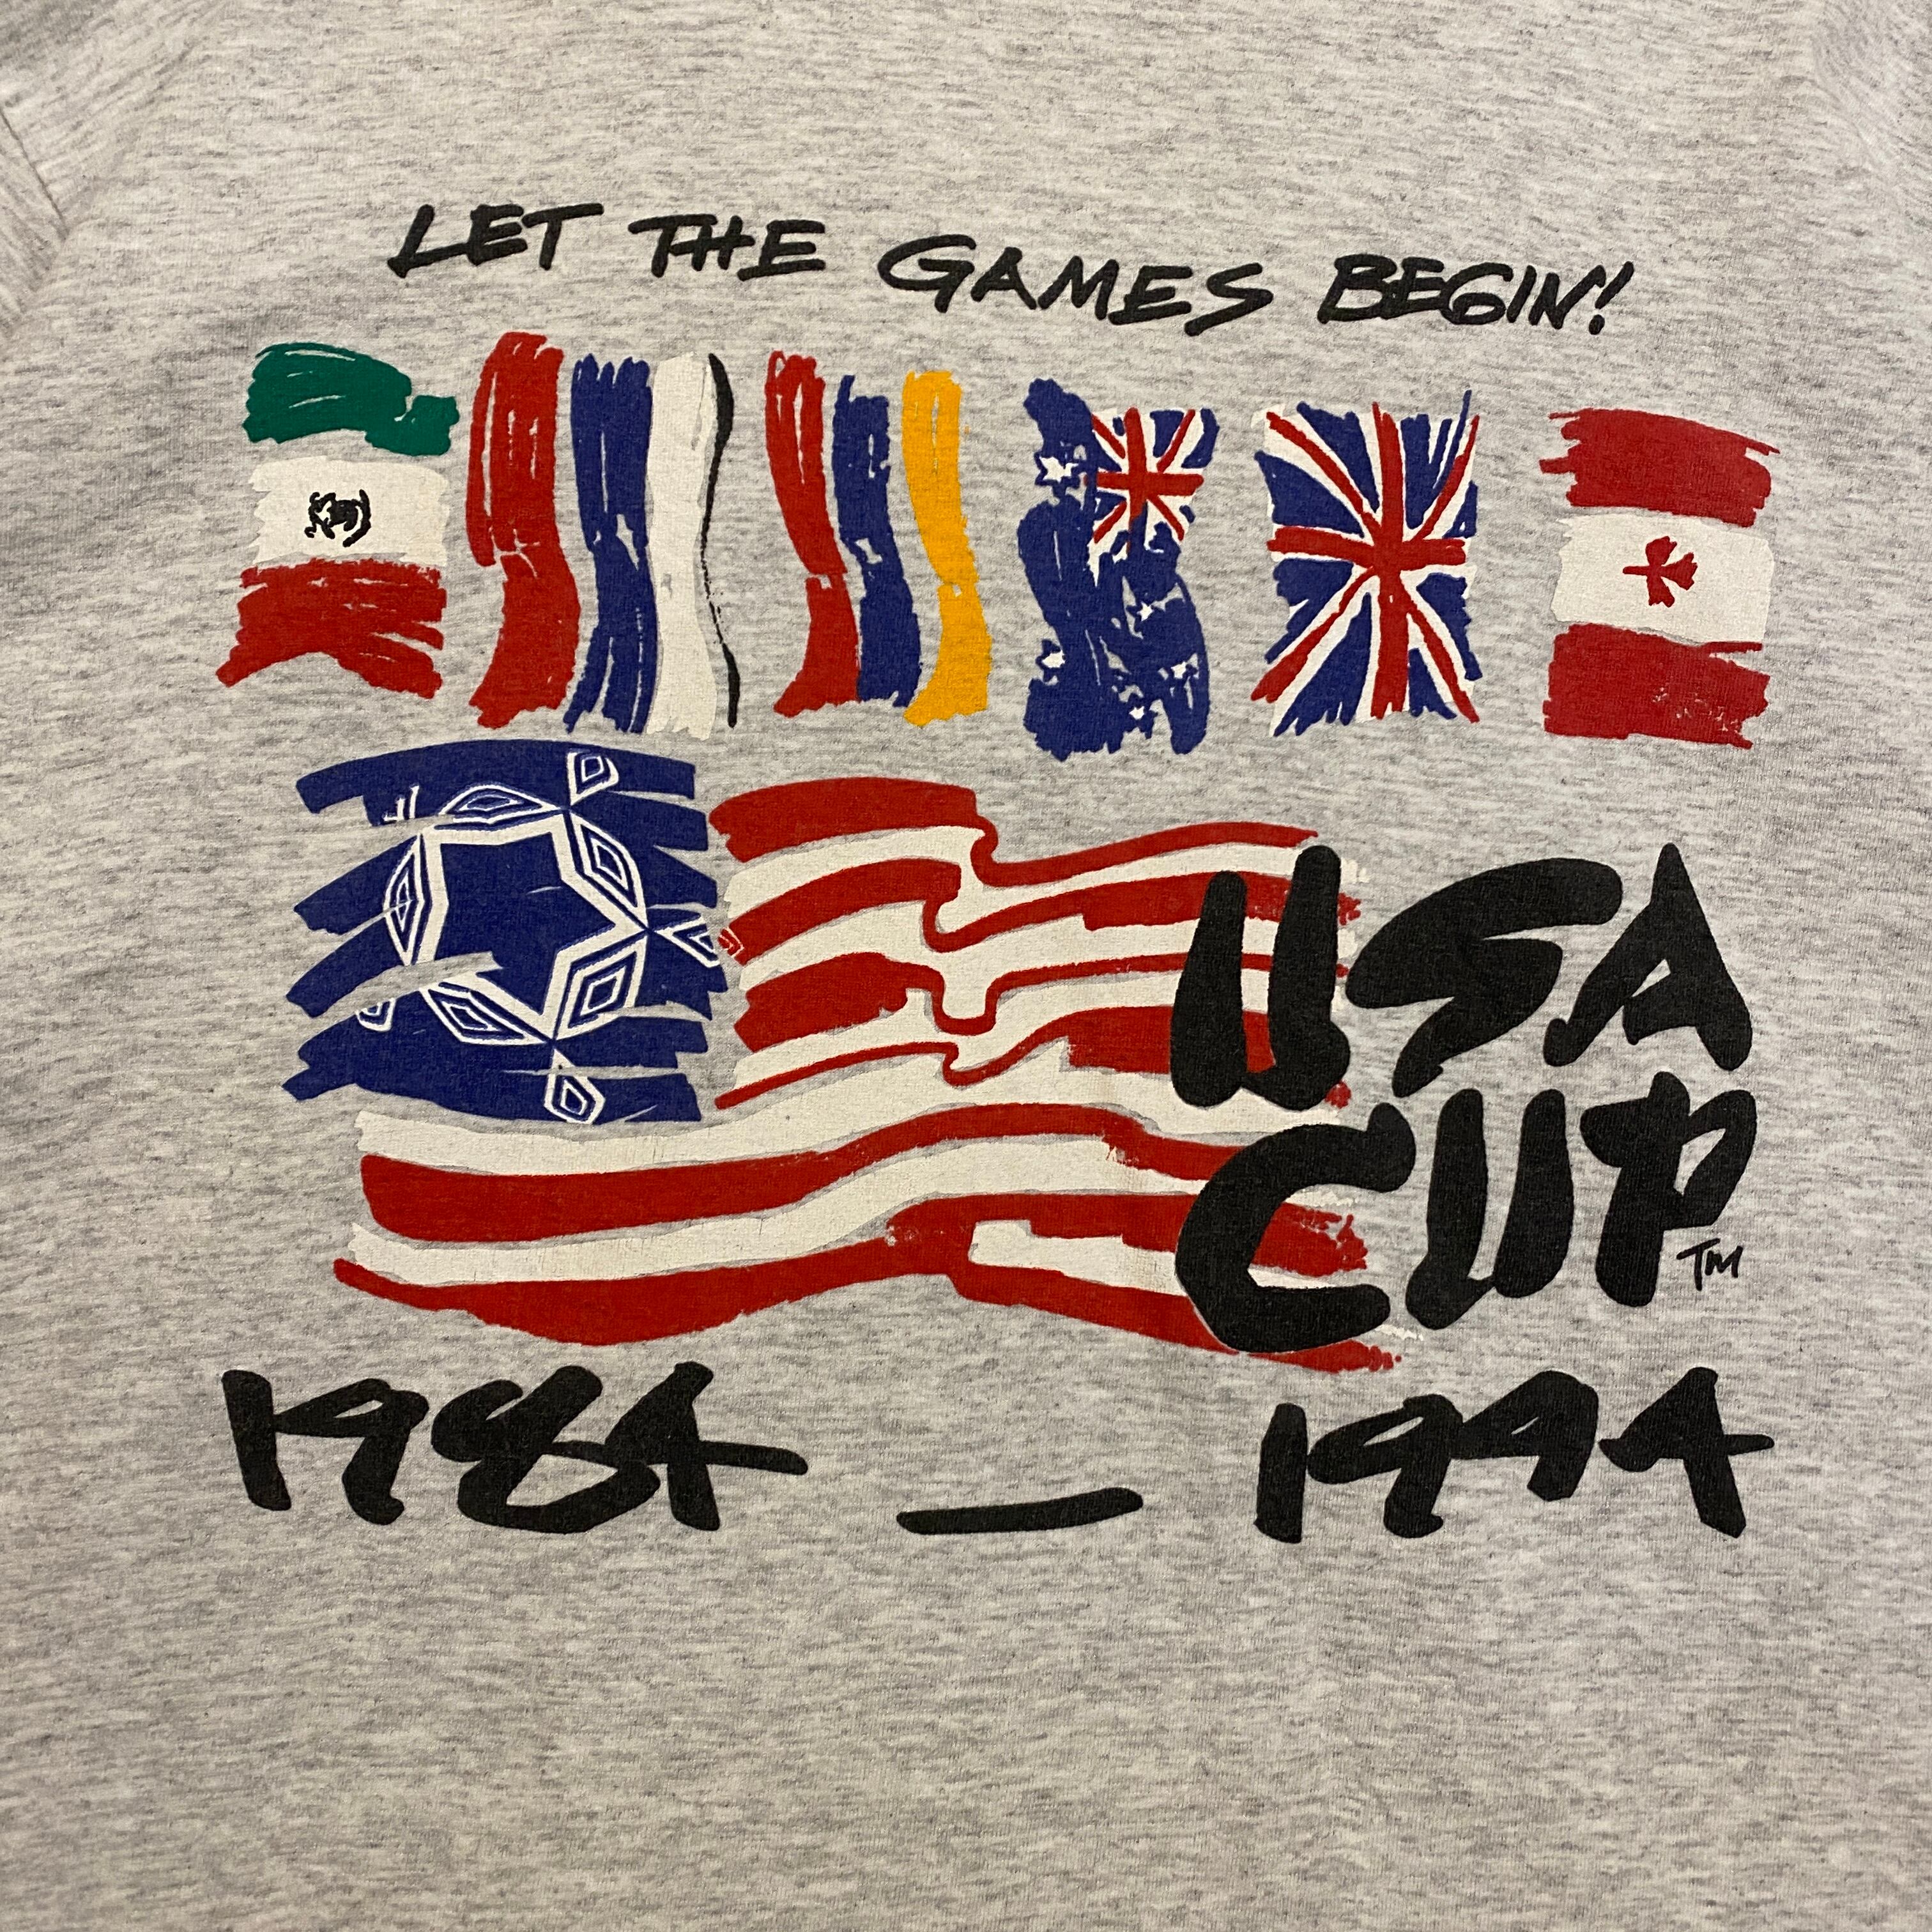 LET THE GAMES BEGIN!
USA
CUP TM
1984 - 1994